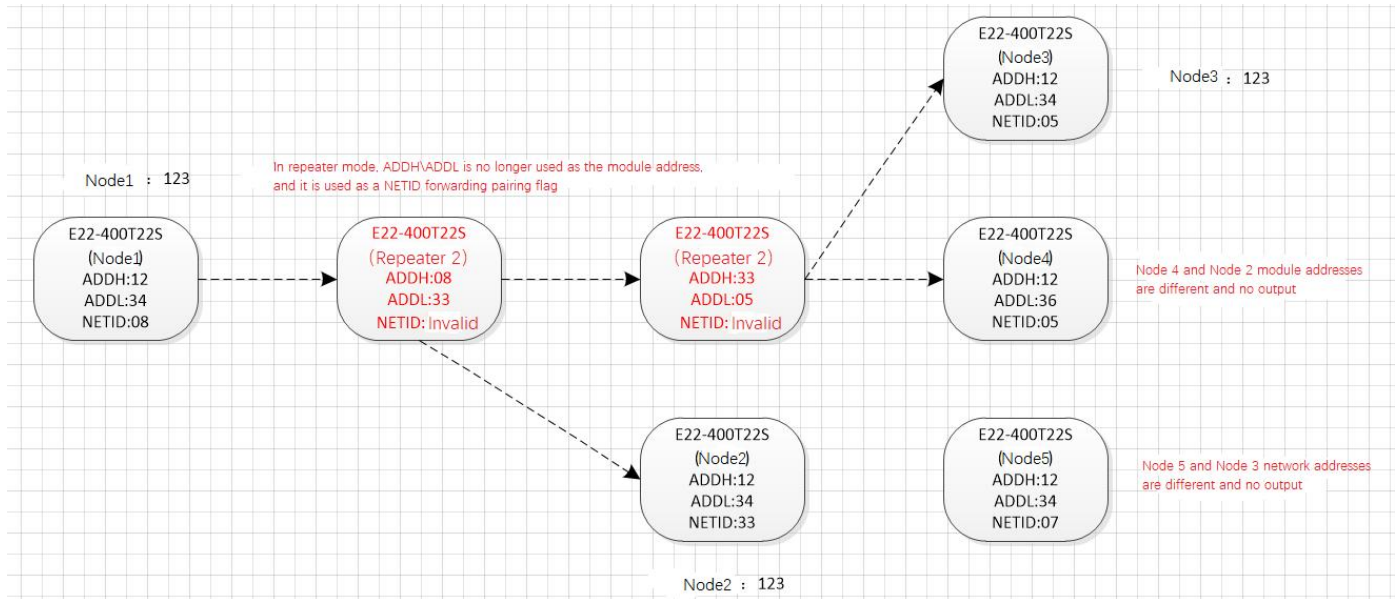 E22-400T22S
(Node3)
ADDH:12
ADDL:34
NETID:05
Node3 : 123
In repeater mode, ADDH\ADDL is no longer used as the module address,
and it is used as a NETID forwarding pairing flag
Node1 : 123
E22-400T22S
(Node1)
ADDH:12
ADDL:34
NETID:08
E22-400T22S
(Repeater 2)
ADDH:08
ADDL:33
NETID: Invalid
E22-400T22S
(Repeater 2)
ADDH:33
ADDL:05
NETID: Invalid
E22-400T22S
(Node4)
ADDH:12
ADDL:36
NETID:05
Node 4 and Node 2 module addresses
are different and no output
E22-400T22S
(Node2)
ADDH:12
ADDL:34
NETID:33
E22-400T22S
(Node5)
ADDH:12
ADDL:34
NETID:07
Node 5 and Node 3 network addresses
are different and no output
Node2 : 123